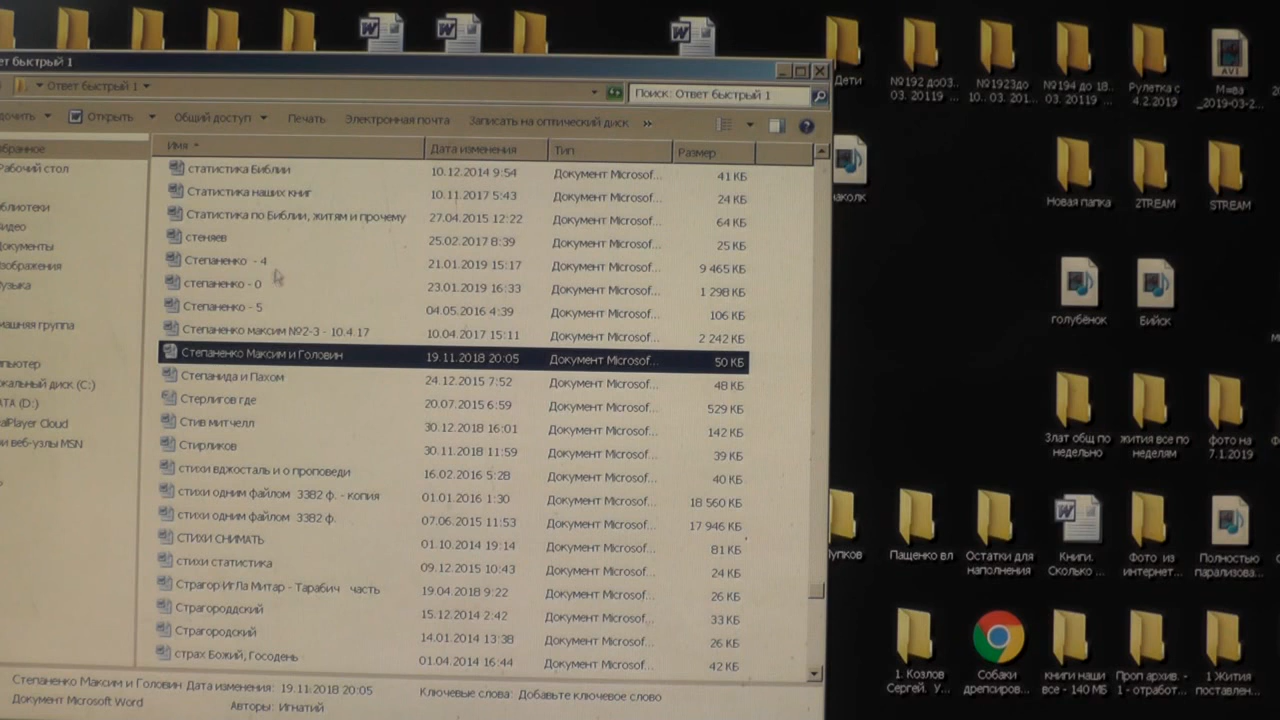 ет быстрый 1
Ответ быстрый 1
Поиск: Ответ быстрый 1
Открыть
Общий доступ
Печать
Электронная почта
Записать на оптический диск
»
Имя
Дата изменения
Тип
Размер
статистика Библии 10.12.2014 9:54 Документ Microsof... 41 КБ
Статистика наших книг 10.11.2017 5:43 Документ Microsof... 24 КБ
Статистика по Библии, житям и прочему 27.04.2015 12:22 Документ Microsof... 64 КБ
стеняев 25.02.2017 8:39 Документ Microsof... 25 КБ
Степаненко - 4 21.01.2019 15:17 Документ Microsof... 9 465 КБ
степаненко - 0 23.01.2019 16:33 Документ Microsof... 1 298 КБ
Степаненко - 5 04.05.2016 4:39 Документ Microsof... 106 КБ
Степаненко максим №2-3 - 10.4.17 10.04.2017 15:11 Документ Microsof... 2 242 КБ
Степаненко Максим и Головин 19.11.2018 20:05 Документ Microsof... 50 КБ
Степанида и Пахом 24.12.2015 7:52 Документ Microsof... 48 КБ
Стерлигов где 20.07.2015 6:59 Документ Microsof... 529 КБ
Стив митчелл 30.12.2018 16:01 Документ Microsof... 142 КБ
Стирликов 30.11.2018 11:59 Документ Microsof... 39 КБ
стихи вджосталь и о проповеди 16.02.2016 5:28 Документ Microsof... 40 КБ
стихи одним файлом 3382 ф. - копия 01.01.2016 1:30 Документ Microsof... 18 560 КБ
стихи одним файлом 3382 ф. 07.06.2015 11:53 Документ Microsof... 17 946 КБ
СТИХИ СНИМАТЬ 01.10.2014 19:14 Документ Microsof... 81 КБ
стихи статистика 09.12.2015 10:43 Документ Microsof... 24 КБ
Страгор ИгЛа Митар - Тарабич часть 19.04.2018 9:22 Документ Microsof... 26 КБ
Страгороддский 15.12.2014 2:42 Документ Microsof... 33 КБ
Страгородский 14.01.2014 13:38 Документ Microsof... 26 КБ
страх Божий, Госодень 01.04.2014 16:44 Документ Microsof... 42 КБ
бранное
Рабочий стол
блиотеки
идео
окументы
зображения
узыка
машняя группа
мпьютер
окальный диск (C:)
АТА (D:)
ealPlayer Cloud
ои веб-узлы MSN
Степаненко Максим и Головин Дата изменения: 19.11.2018 20:05 Ключевые слова: Добавьте ключевое слово
Документ Microsoft Word Авторы: Игнатий
Дети
№192 до03..
03. 20119 ...
№1923до
10.. 03. 201...
№194 до 18..
03. 20119 ...
Рулетка с
4.2.2019
AVI
М=ва
_2019-03-2...
Новая папка
2TREAM
STREAM
голубёнок
Бийск
Злат общ по
недельно
жития все по
неделям
фото на
7.1.2019
Пащенко вл
Остатки для
наполнения
Книги.
Сколько ...
Фото из
интернет...
Полностью
парализова...
1. Козлов
Сергей. У...
Собаки
дрепсиров...
книги наши
все - 140 МБ
Проп архив. -
1 - отработ...
1 Жития
поставлен...